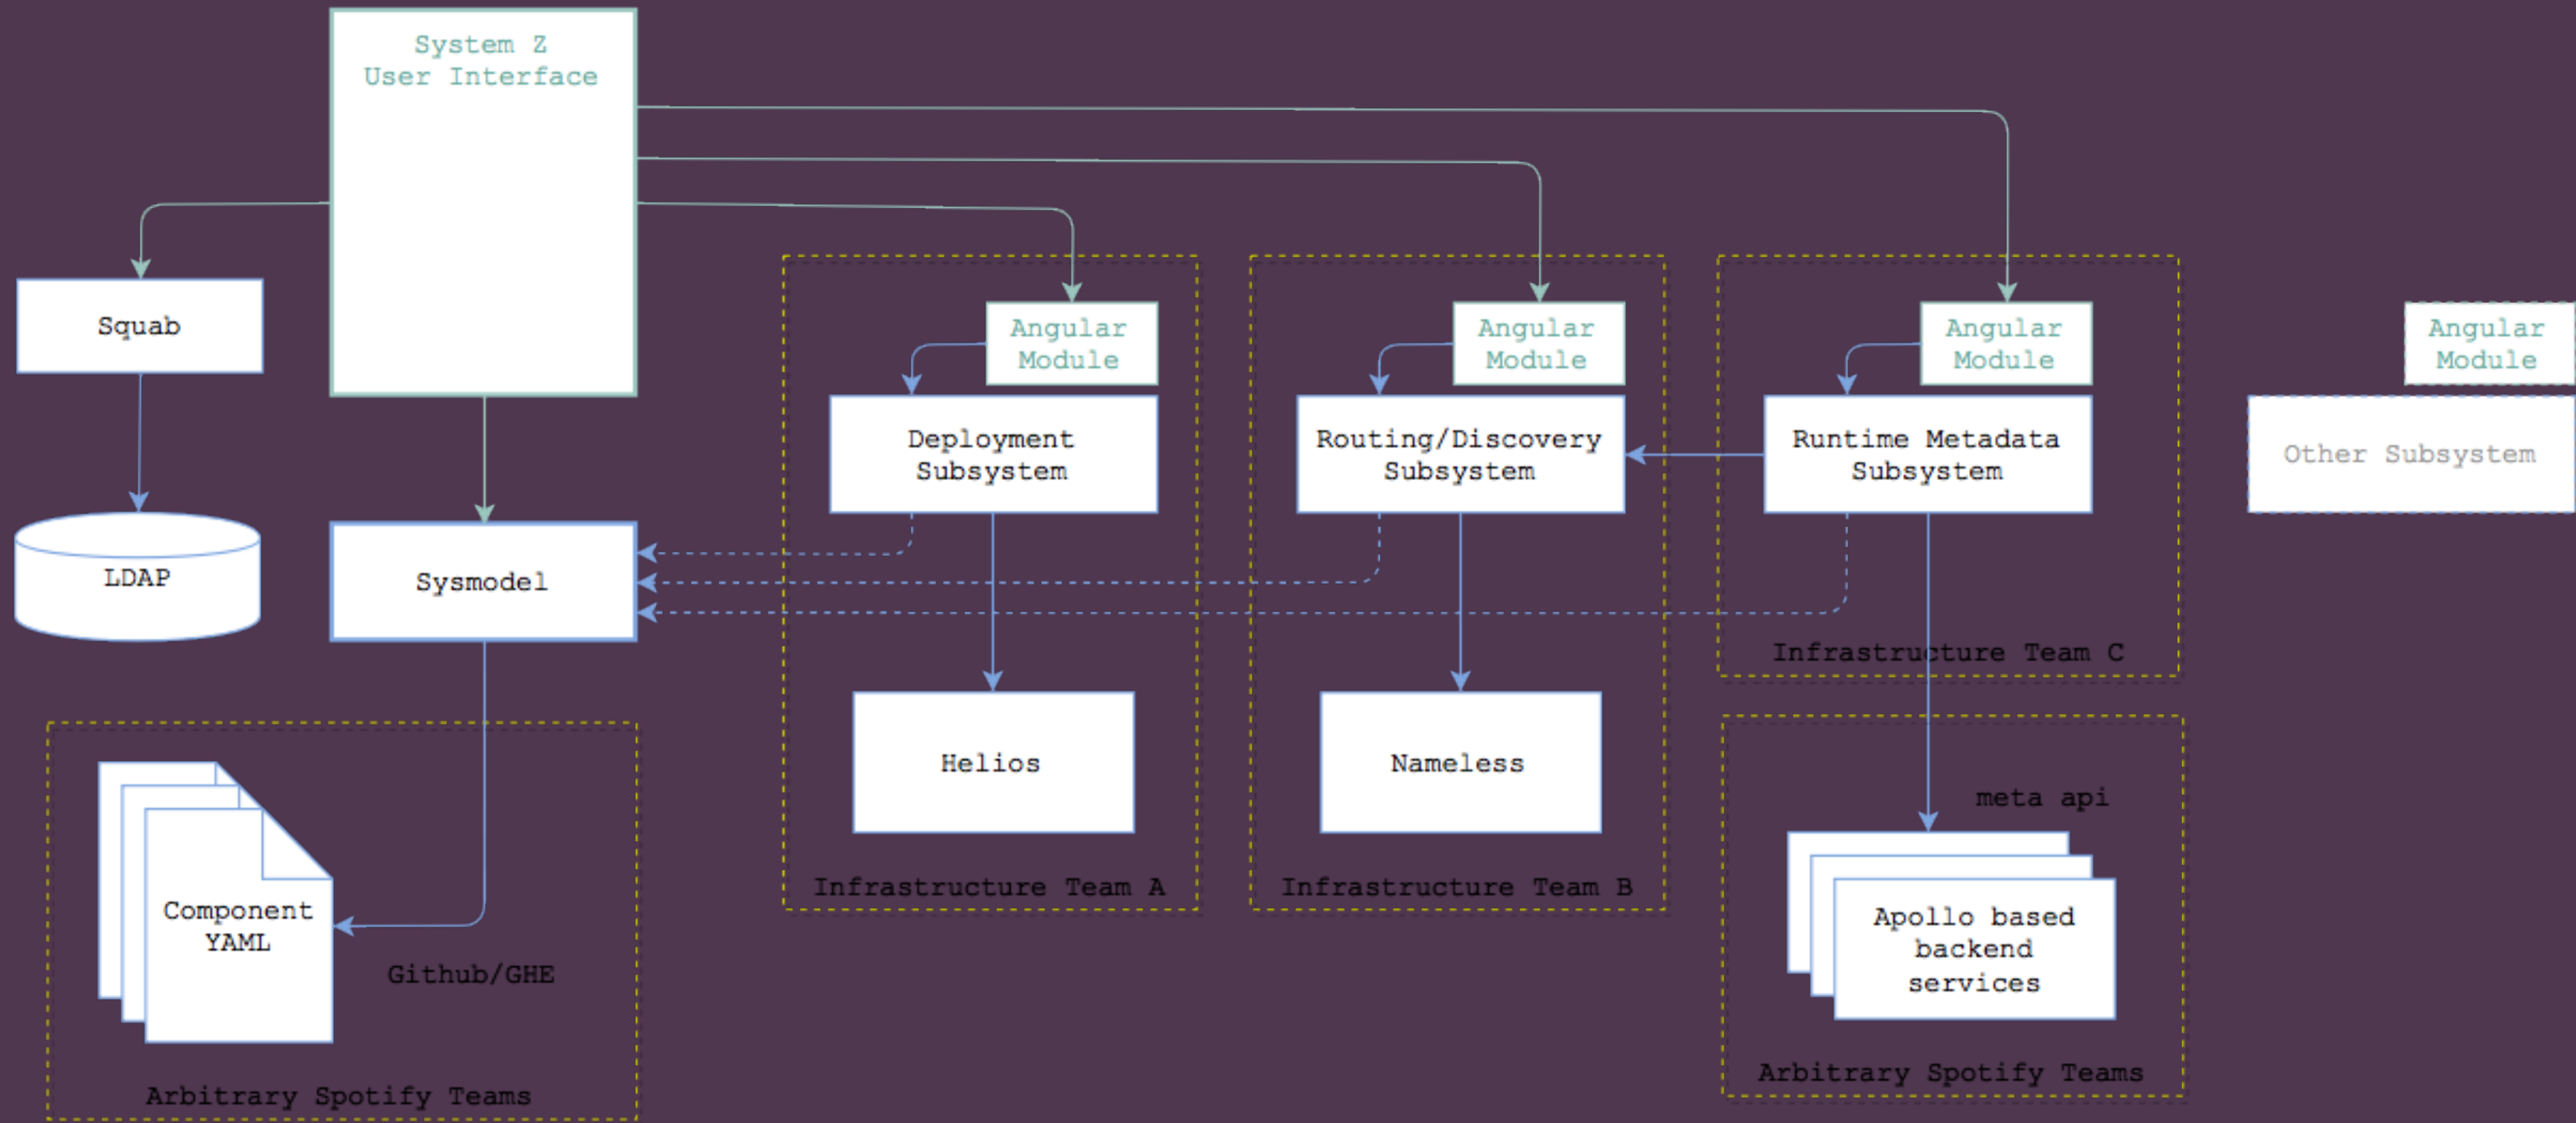 System Z
User Interface
Squab
LDAP
Sysmodel
Angular
Module
Deployment
Subsystem
Helios
Infrastructure Team A
Angular
Module
Routing/Discovery
Subsystem
Nameless
Infrastructure Team B
Angular
Module
Runtime Metadata
Subsystem
Infrastructure Team C
Angular
Module
Other Subsystem
Component
YAML
Github/GHE
Arbitrary Spotify Teams
meta api
Apollo based
backend
services
Arbitrary Spotify Teams